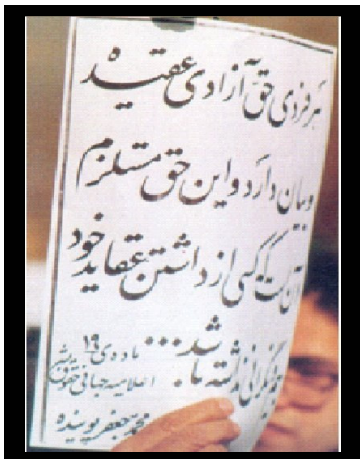 هر فردی حق آزادی عقیده
و بیان دارد و این حق مستلزم
آن است که کسی از داشتن عقاید خود
نگرانی نداشته باشد...
ماده‌ی ۱۹
اعلامیه جهانی حقوق بشر
محمد جعفر پوینده